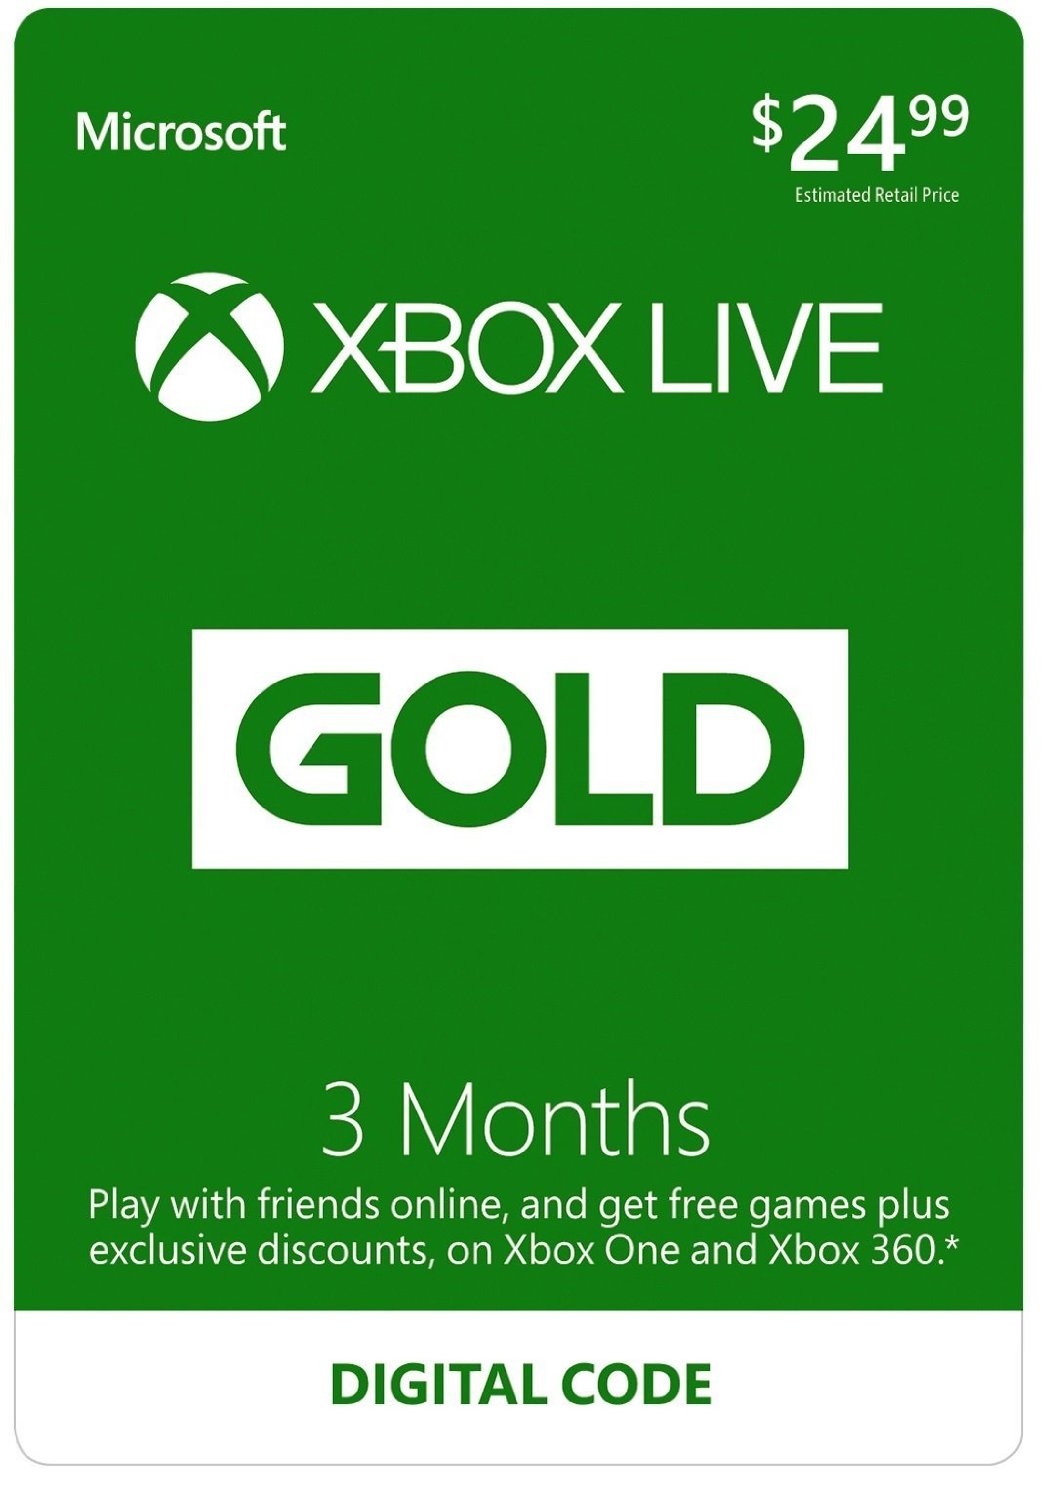 Microsoft
$24.99
Estimated Retail Price
XBOX LIVE
GOLD
3 Months
Play with friends online, and get free games plus
exclusive discounts, on Xbox One and Xbox 360.*
DIGITAL CODE